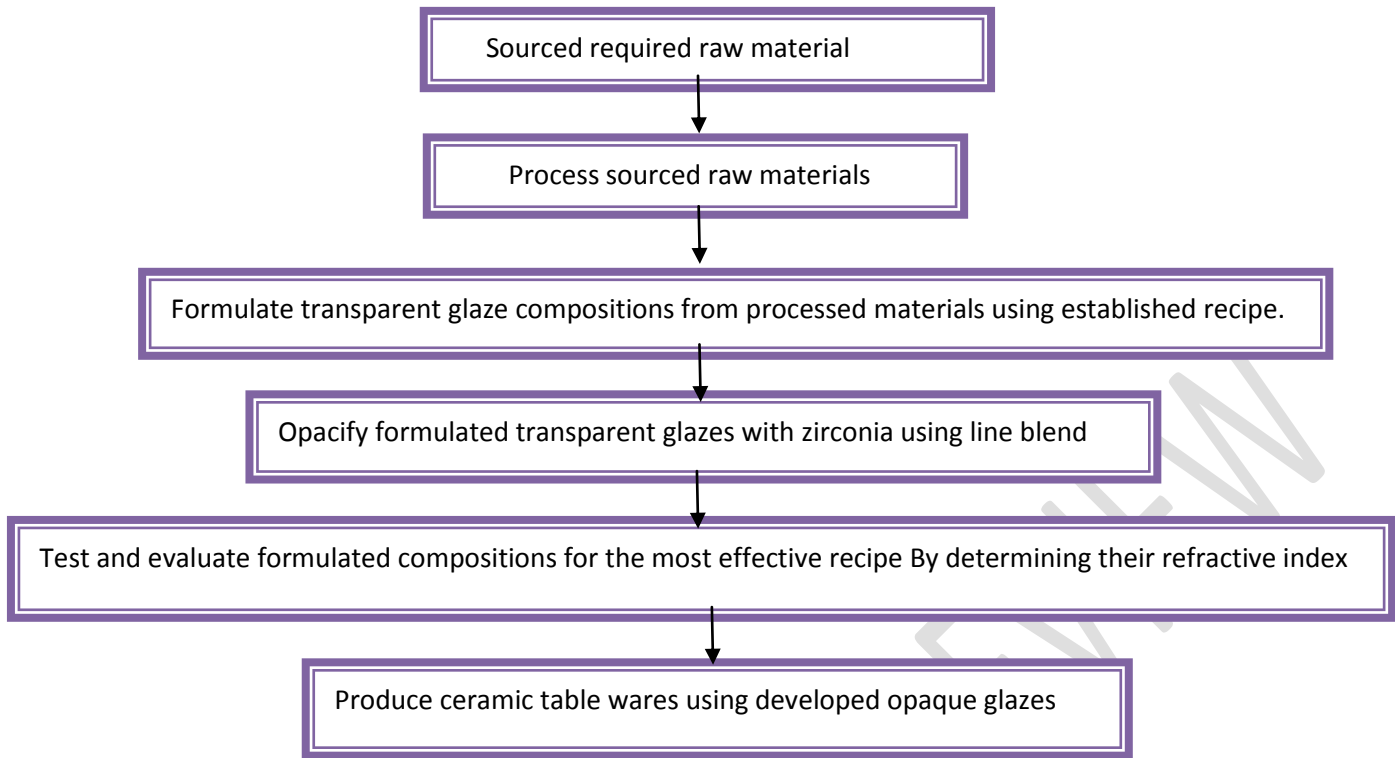 Sourced required raw material
Process sourced raw materials
Formulate transparent glaze compositions from processed materials using established recipe.
Opacify formulated transparent glazes with zirconia using line blend
Test and evaluate formulated compositions for the most effective recipe By determining their refractive index
Produce ceramic table wares using developed opaque glazes